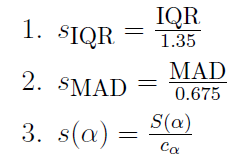 1. s_IQR = IQR/1.35
2. s_MAD = MAD/0.675
3. s(α) = S(α)/c_α